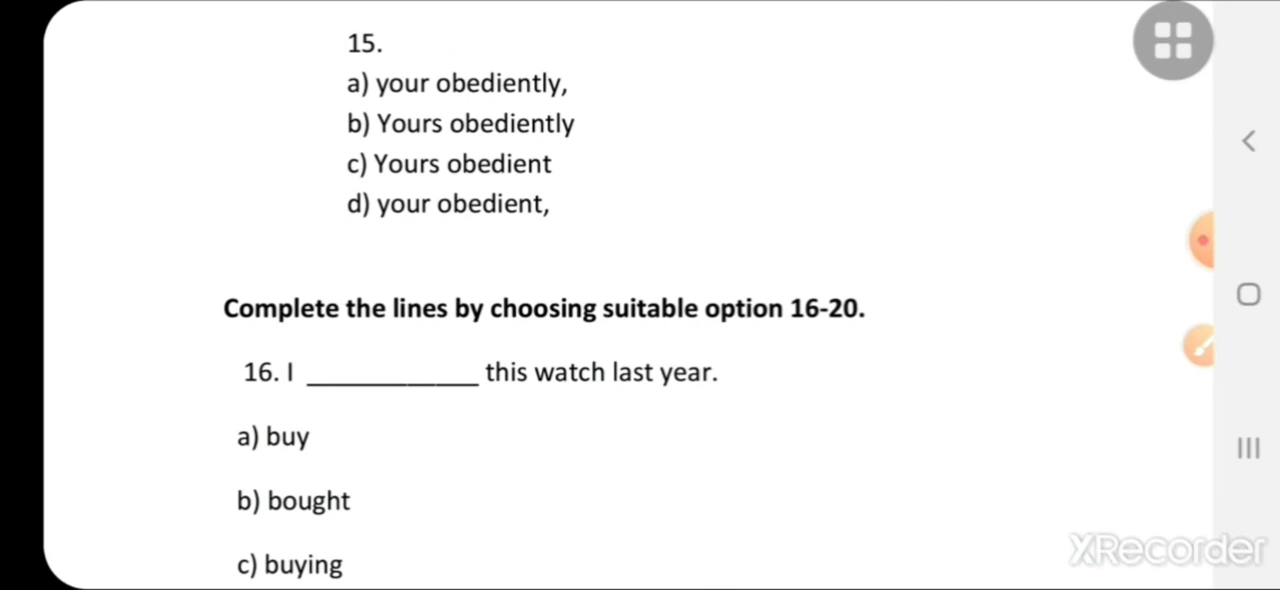 15.
a) your obediently,
b) Yours obediently
c) Yours obedient
d) your obedient,
Complete the lines by choosing suitable option 16-20.
16. I ____________ this watch last year.
a) buy
b) bought
c) buying
XRecorder